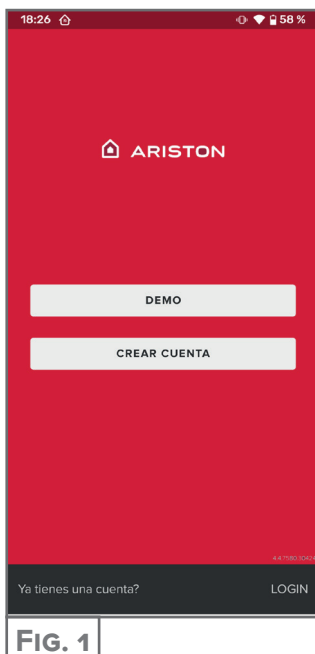 18:26 58 %
ARISTON
DEMO
CREAR CUENTA
Ya tienes una cuenta? LOGIN
FIG. 1